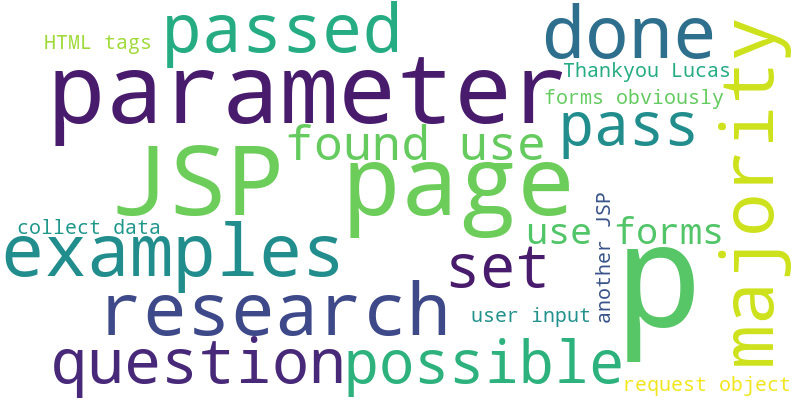 HTML tags
passed
done
majority
parameter
Thankyou Lucas
forms obviously
found use
pass
JSP page
another JSP
collect data
use forms
examples
set
p
research
user input
question
possible
request object